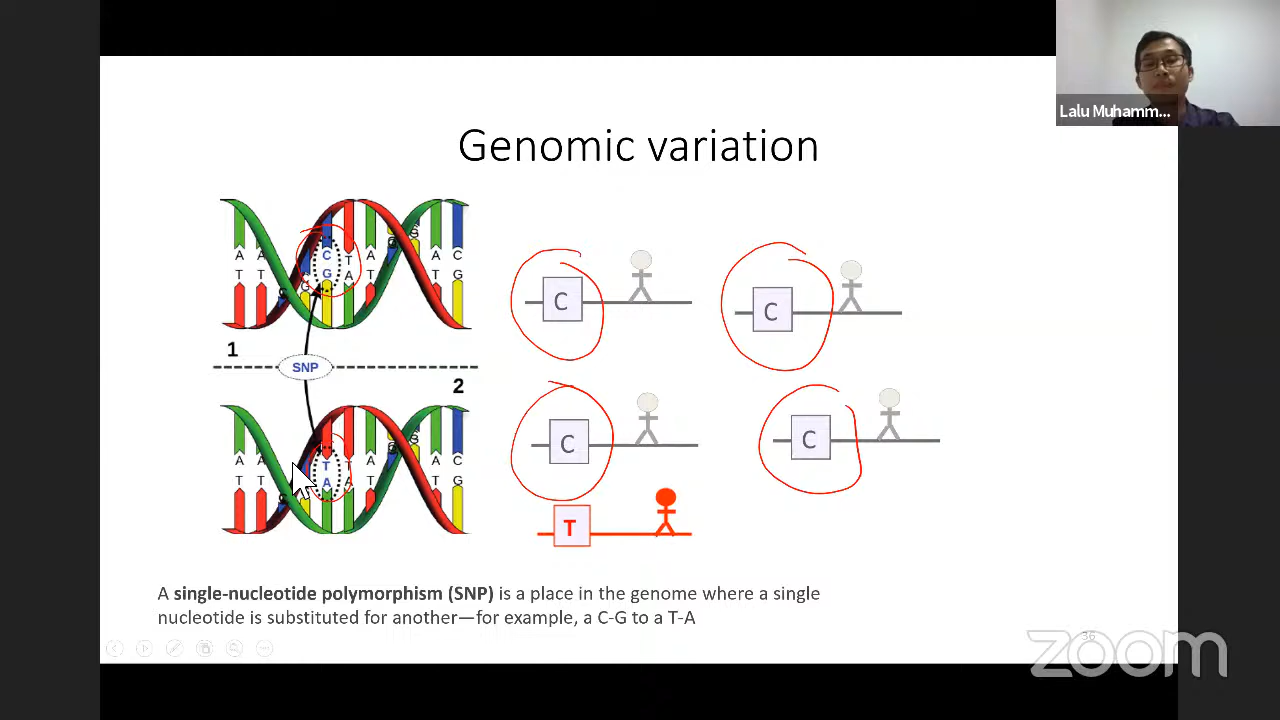 Lalu Muhamm...
Genomic variation
A A C T A A C
T T G A T T G
1
SNP
2
A A T T A A C
T T A A T T G
C
C
C
C
T
A single-nucleotide polymorphism (SNP) is a place in the genome where a single
nucleotide is substituted for another—for example, a C-G to a T-A
36
zoom